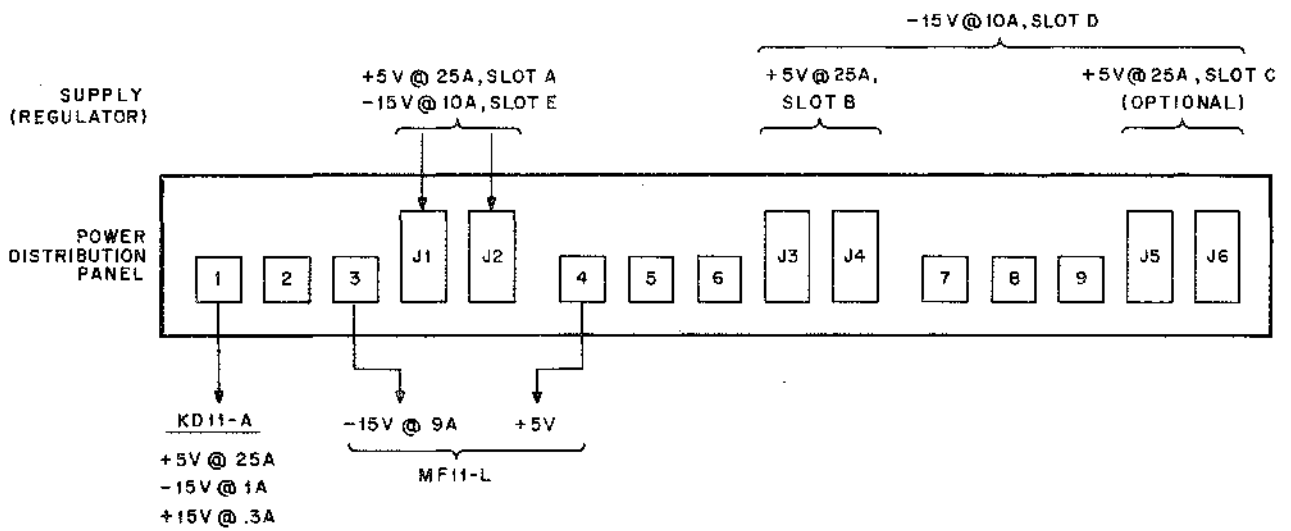 -15V@10A, SLOT D
SUPPLY
(REGULATOR)
+5V@25A, SLOT A
-15V@10A, SLOT E
+5V@25A,
SLOT B
+5V@25A, SLOT C
(OPTIONAL)
POWER
DISTRIBUTION
PANEL
1
2
3
J1
J2
4
5
6
J3
J4
7
8
9
J5
J6
KD11-A
+5V@25A
-15V@1A
+15V@.3A
-15V@9A
+5V
MF11-L